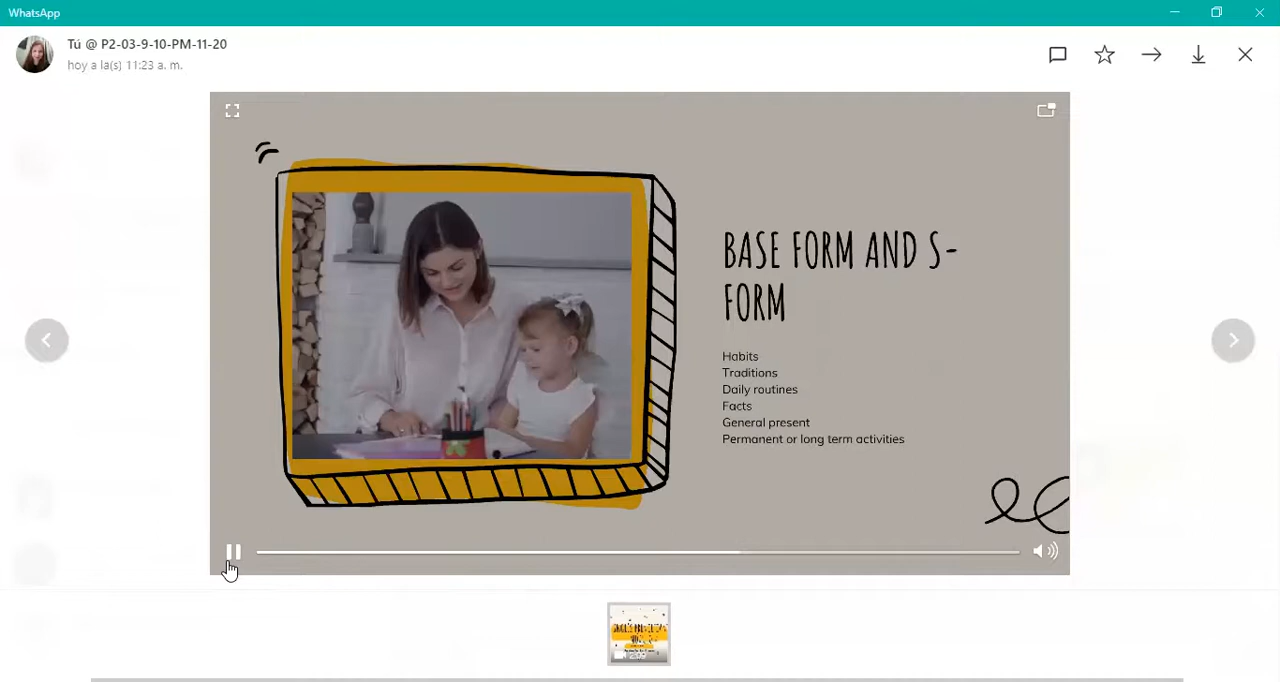 WhatsApp
Tú @ P2-03-9-10-PM-11-20
hoy a la(s) 11:23 a. m.
BASE FORM AND S-
FORM
Habits
Traditions
Daily routines
Facts
General present
Permanent or long term activities